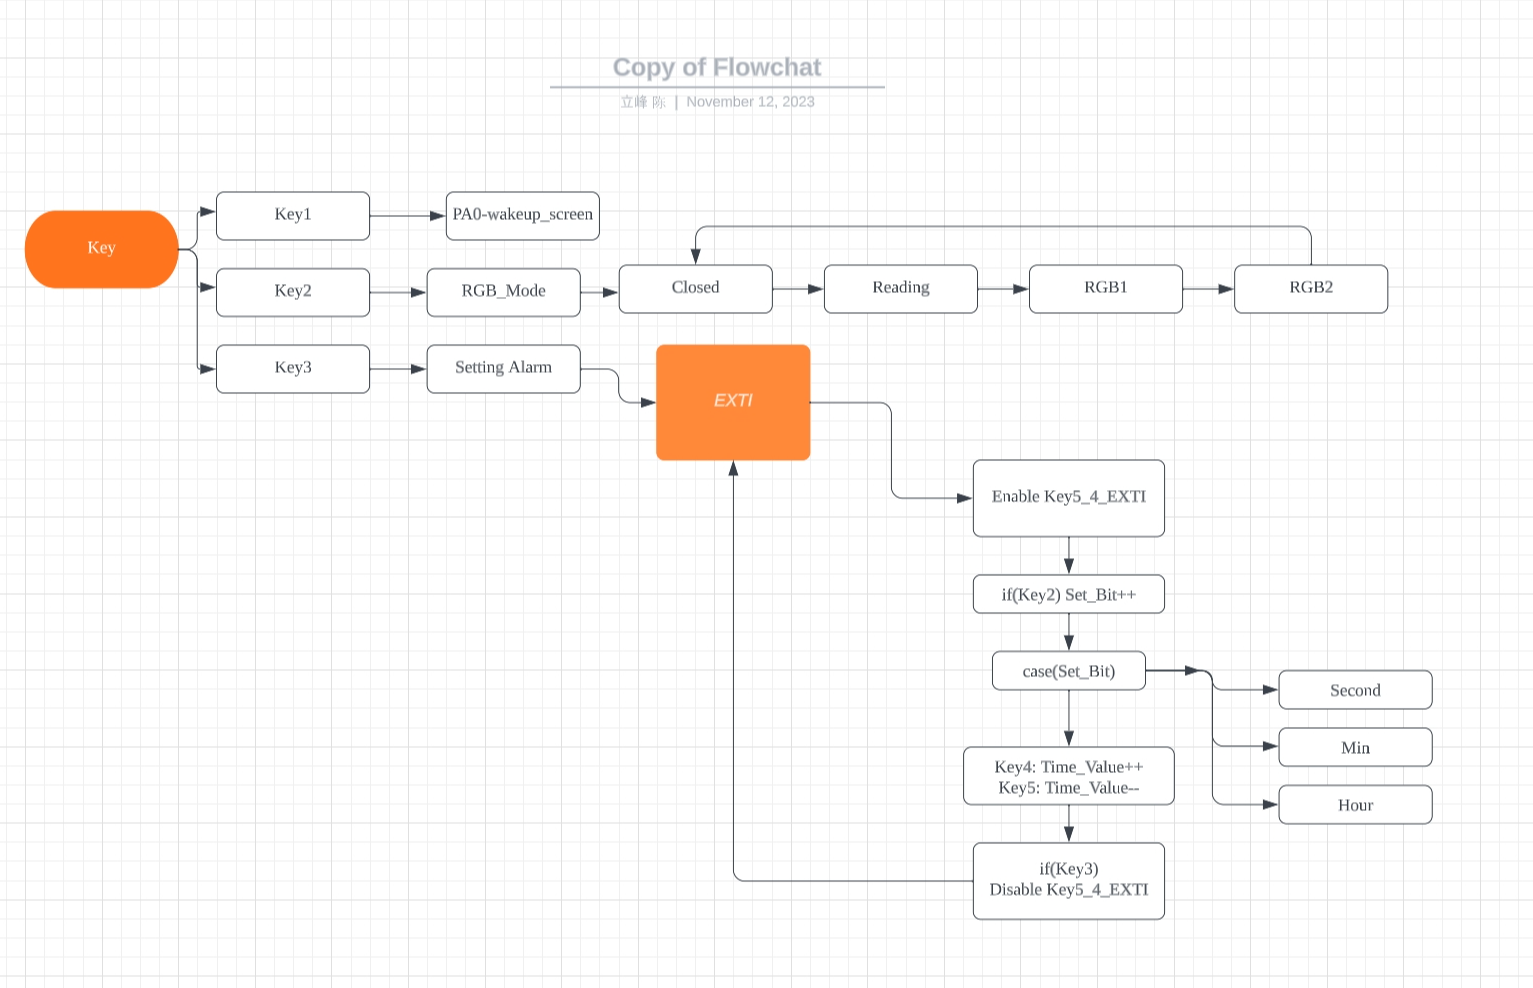 Copy of Flowchat
立峰 陈 | November 12, 2023
Key
Key1
PA0-wakeup_screen
Key2
RGB_Mode
Closed
Reading
RGB1
RGB2
Key3
Setting Alarm
EXTI
Enable Key5_4_EXTI
if(Key2) Set_Bit++
case(Set_Bit)
Second
Min
Hour
Key4: Time_Value++
Key5: Time_Value--
if(Key3)
Disable Key5_4_EXTI